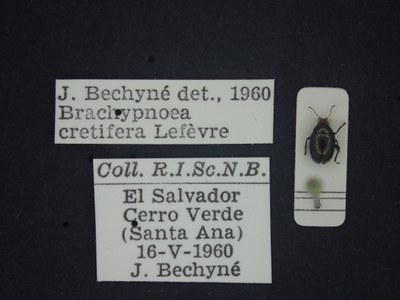 J. Bechyné det., 1960
Brachypnoea
cretifera Lefèvre
Coll. R.I.Sc.N.B.
El Salvador
Cerro Verde
(Santa Ana)
16-V-1960
J. Bechyné